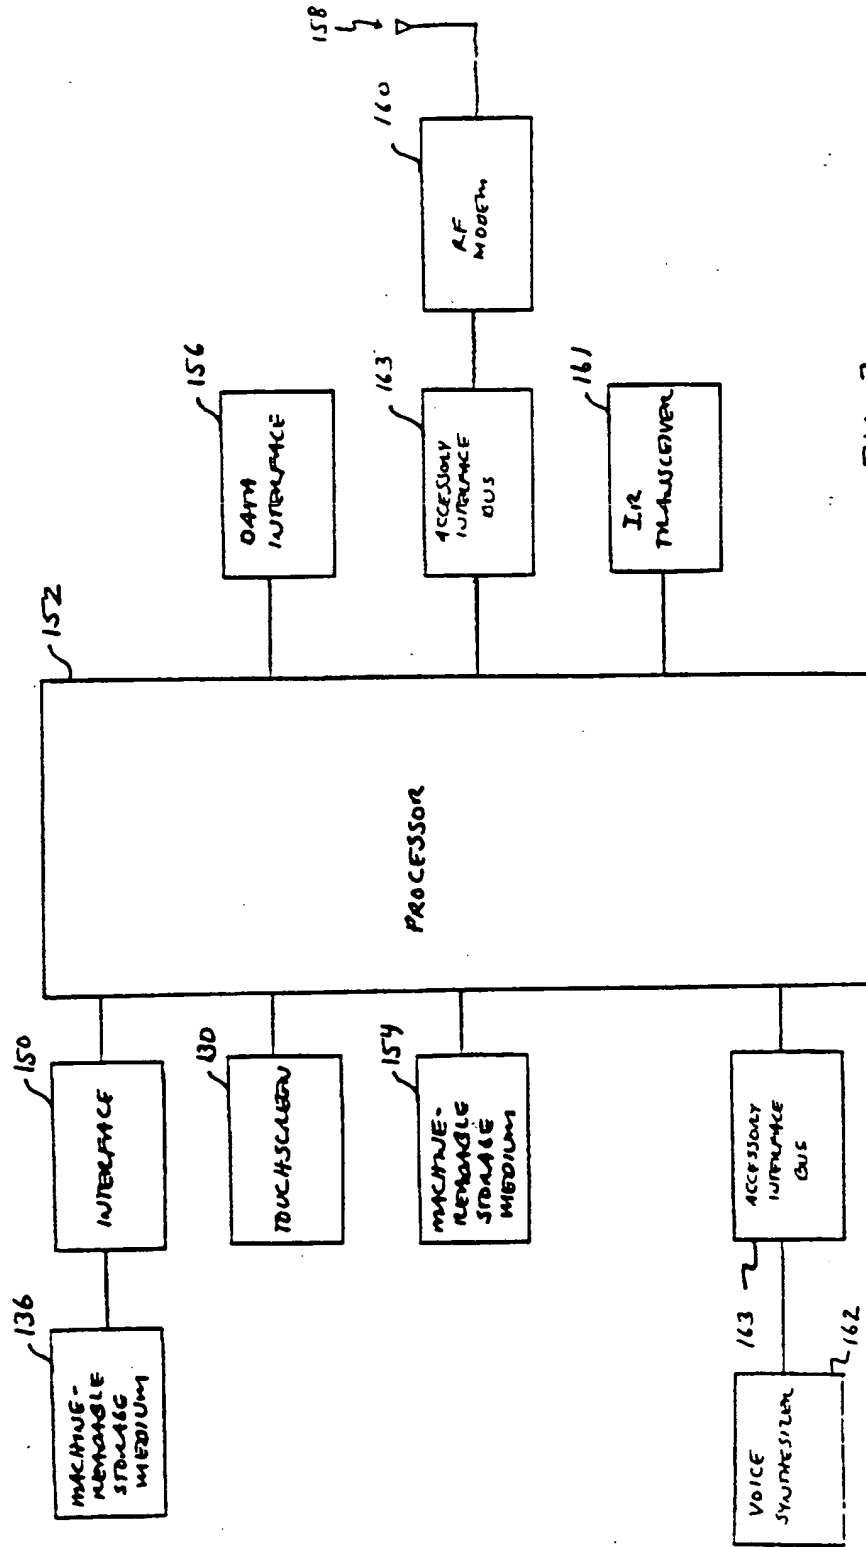 136
MACHINE-
READABLE
STORAGE
MEDIUM
150
INTERFACE
130
TOUCHSCREEN
154
MACHINE-
READABLE
STORAGE
MEDIUM
163
ACCESSORY
INTERFACE
BUS
162
VOICE
SYNTHESIZER
152
PROCESSOR
156
DATA
INTERFACE
163
ACCESSORY
INTERFACE
BUS
160
RF
MODEM
158
161
IR
TRANSCEIVER